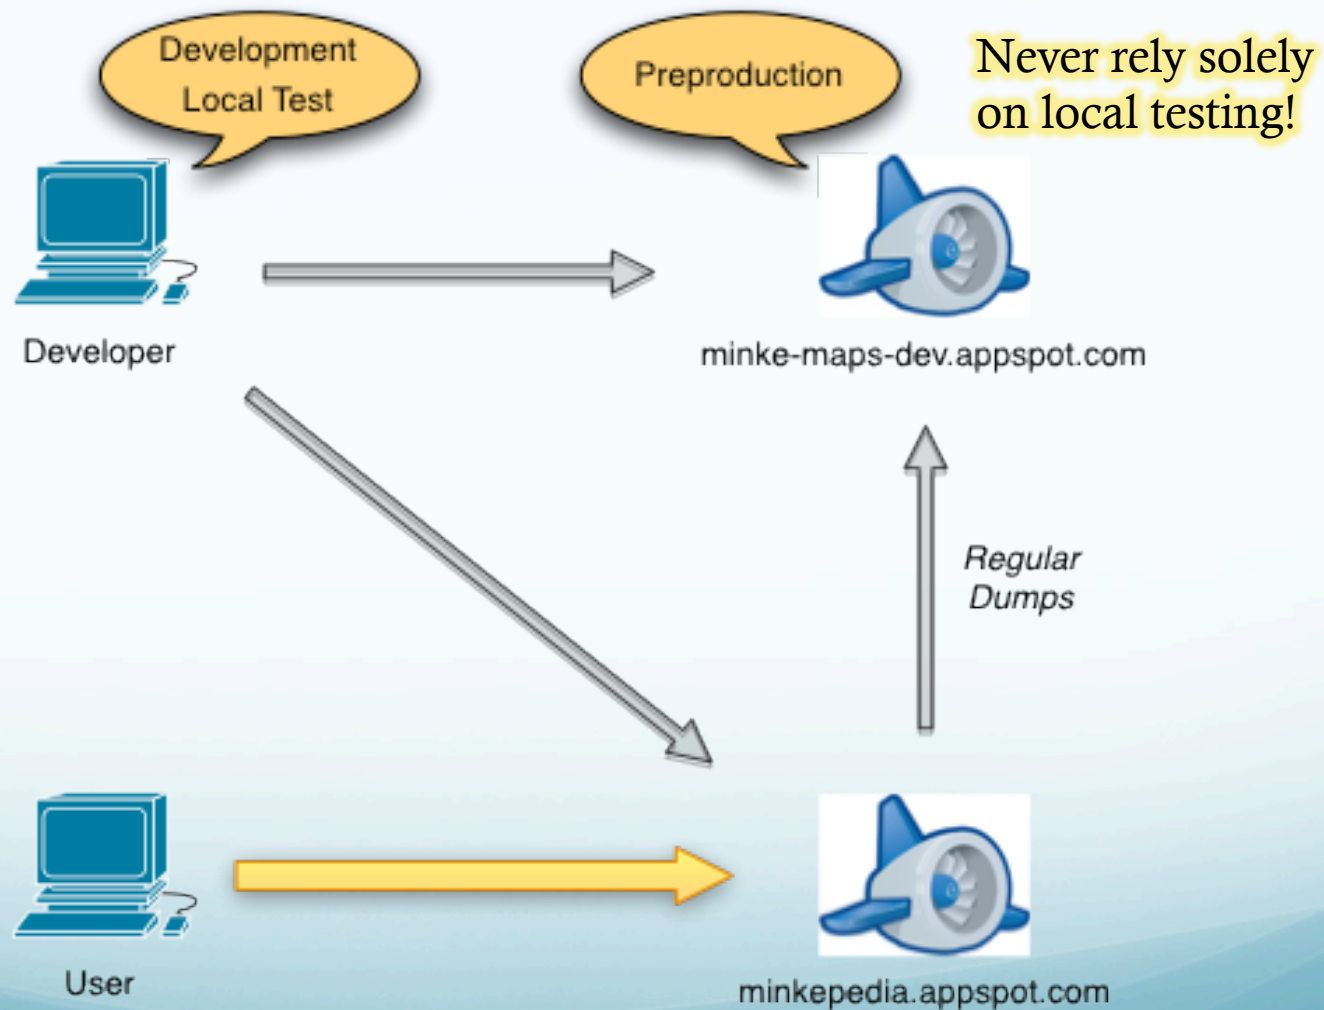 Development
Local Test
Preproduction
Never rely solely
on local testing!
Developer
minke-maps-dev.appspot.com
Regular
Dumps
User
minkepedia.appspot.com